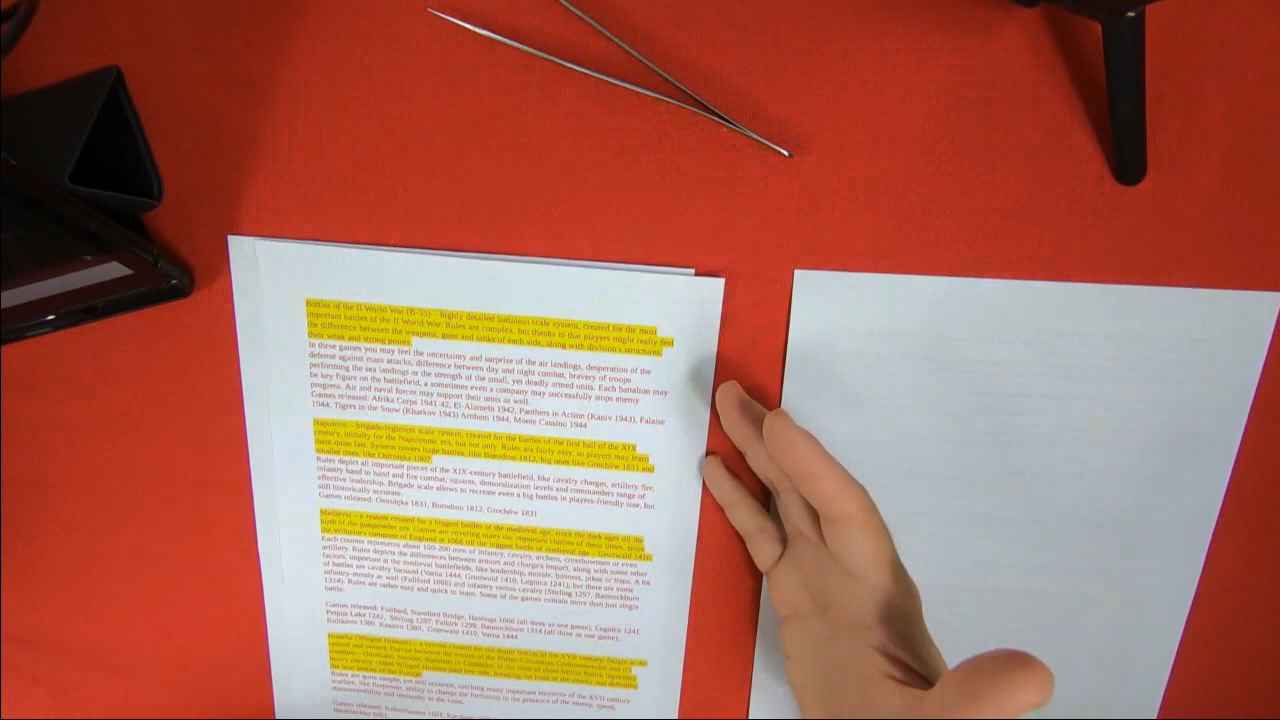 Battles of the II World War (B-35) – highly detailed battalion scale system, created for the most
important battles of the II World War. Rules are complex, but thanks to that players might really feel
the difference between the weapons, guns and tanks of each side, along with division's structures,
their weak and strong points.
In these games you may feel the uncertainty and surprise of the air landings, desperation of the
defense against mass attacks, difference between day and night combat, bravery of troops
performing the sea landings or the strength of the small, yet deadly armed units. Each battalion may
be key figure on the battlefield, a sometimes even a company may successfully stops enemy
progress. Air and naval forces may support their units as well.
Games released: Afrika Corps 1941-42, El-Alamein 1942, Panthers in Action (Kaniv 1943), Falaise
1944, Tigers in the Snow (Kharkov 1943) Arnhem 1944, Monte Cassino 1944
Napoleon – brigade/regiment scale system, created for the battles of the first half of the XIX
century, initially for the Napoleonic era, but not only. Rules are fairly easy, so players may learn
them quite fast. System covers huge battles, like Borodino 1812, big ones like Grochów 1831 and
smaller ones, like Ostrołęka 1807.
Rules depict all important pieces of the XIX-century battlefield, like cavalry charges, artillery fire,
infantry hand to hand and fire combat, squares, demoralization levels and commanders range of
effective leadership. Brigade scale allows to recreate even a big battles in players-friendly size, but
still historically accurate.
Games released: Ostrołęka 1831, Borodino 1812, Grochów 1831
Medieval – a system created for a biggest battles of the medieval age, since the dark ages till the
birth of the gunpowder era. Games are covering many the important clashes of these times, since
the Wilhelm's conquest of England at 1066 till the biggest battle of medieval age – Grunwald 1410.
Each counter represents about 100-200 men of infantry, cavalry, archers, crossbowmen or even
artillery. Rules depicts the differences between armors and charge's impact, along with some other
factors, important at the medieval battlefields, like leadership, morale, banners, pikes or traps. A lot
of battles are cavalry focused (Varna 1444, Grunwald 1410, Legnica 1241), but there are some
infantry-mostly as well (Fulford 1066) and infantry versus cavalry (Stirling 1297, Bannockburn
1314). Rules are rather easy and quick to learn. Some of the games contain more than just single
battle.
Games released: Fulford, Stamford Bridge, Hastings 1066 (all three as one game), Legnica 1241
Peipus Lake 1242, Stirling 1297, Falkirk 1298, Bannockburn 1314 (all three as one game),
Kulikovo 1380, Kosovo 1389, Grunwald 1410, Varna 1444
Husaria (Winged Hussars) – a system created for the major battles of the XVII century, fought in the
central and eastern Europe between the armies of the Polish-Lithuanian Commonwealth and it's
enemies – Ottomans, Swedes, Russians or Cossacks. In the most of these battles Polish legendary
heavy cavalry called Winged Hussars paid key-role, breaking the lines of the enemy and defeating
the best armies of the Europe.
Rules are quite simple, yet still accurate, catching many important elements of the XVII century
warfare, like firepower, ability to change the formation in the presence of the enemy, speed,
maneuverability and immunity to the losses.
Games released: Kokenhausen 1601,
Beresteczko 1651,